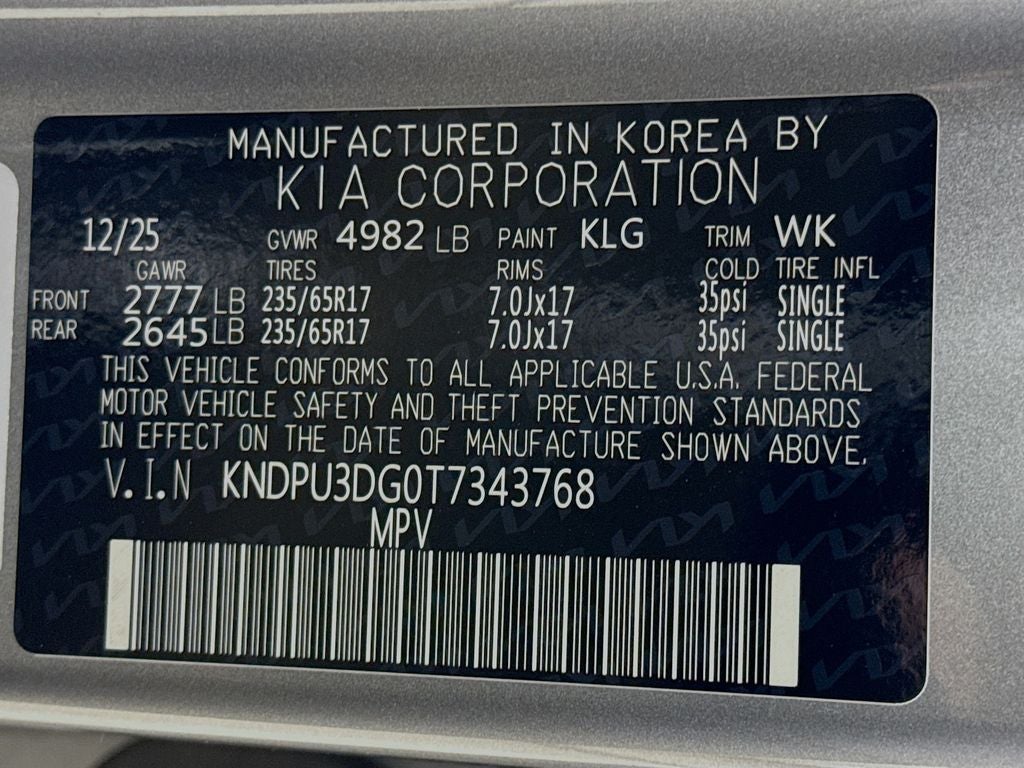 MANUFACTURED IN KOREA BY
KIA CORPORATION
12/25 GVWR 4982 LB PAINT KLG TRIM WK
GAWR TIRES RIMS COLD TIRE INFL
FRONT 2777 LB 235/65R17 7.0Jx17 35psi SINGLE
REAR 2645 LB 235/65R17 7.0Jx17 35psi SINGLE
THIS VEHICLE CONFORMS TO ALL APPLICABLE U.S.A. FEDERAL
MOTOR VEHICLE SAFETY AND THEFT PREVENTION STANDARDS
IN EFFECT ON THE DATE OF MANUFACTURE SHOWN ABOVE.
V.I.N KNDPU3DG0T7343768
MPV